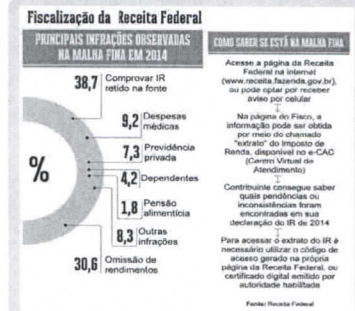 Fiscalização da Receita Federal
PRINCIPAIS INFRAÇÕES OBSERVADAS
NA MALHA FINA EM 2014
38,7 Comprovar IR
retido na fonte
9,2 Despesas
médicas
7,3 Previdência
privada
%
4,2 Dependentes
1,8 Pensão
alimentícia
8,3 Outras
infrações
30,6 Omissão de
rendimentos
COMO SABER SE ESTÁ NA MALHA FINA
Acesse a página da Receita
Federal na internet
(www.receita.fazenda.gov.br),
ou pode optar por receber
aviso por celular
Na página do Fisco, a
informação pode ser obtida
por meio do chamado
"extrato" do Imposto de
Renda, disponível no e-CAC
(Centro Virtual de
Atendimento)
Contribuinte consegue saber
quais pendências ou
inconsistências foram
encontradas em sua
declaração do IR de 2014
Para acessar o extrato do IR é
necessário utilizar o código de
acesso gerado na própria
página da Receita Federal, ou
certificado digital emitido por
autoridade habilitada
Fonte: Receita Federal